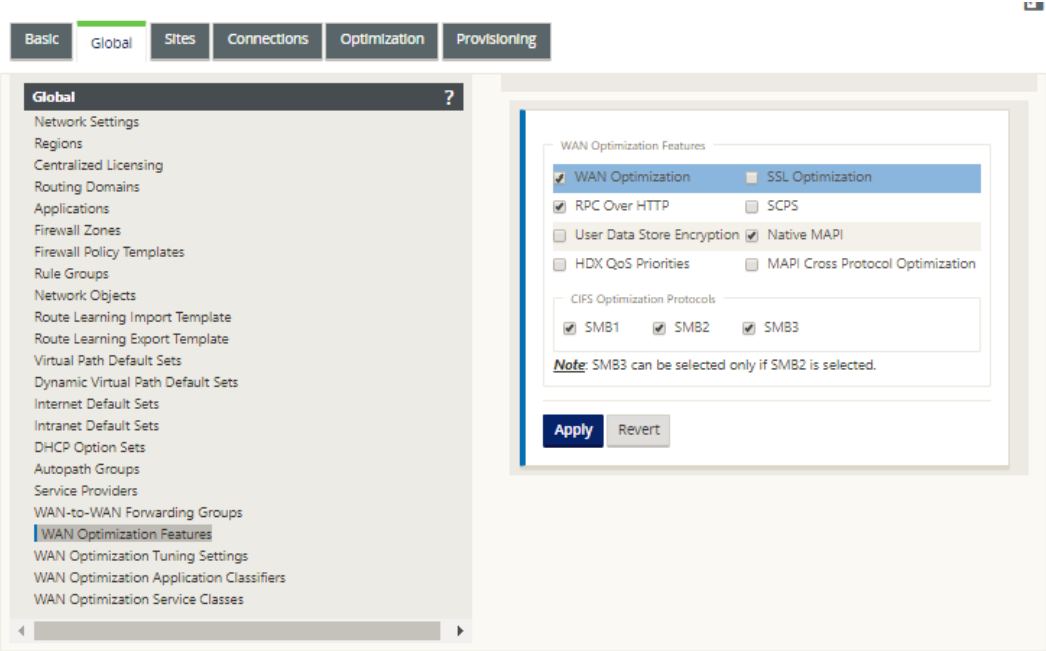 Basic Global Sites Connections Optimization Provisioning
Global ?
Network Settings
Regions
Centralized Licensing
Routing Domains
Applications
Firewall Zones
Firewall Policy Templates
Rule Groups
Network Objects
Route Learning Import Template
Route Learning Export Template
Virtual Path Default Sets
Dynamic Virtual Path Default Sets
Internet Default Sets
Intranet Default Sets
DHCP Option Sets
Autopath Groups
Service Providers
WAN-to-WAN Forwarding Groups
WAN Optimization Features
WAN Optimization Tuning Settings
WAN Optimization Application Classifiers
WAN Optimization Service Classes
WAN Optimization Features
WAN Optimization SSL Optimization
RPC Over HTTP SCPS
User Data Store Encryption Native MAPI
HDX QoS Priorities MAPI Cross Protocol Optimization
CIFS Optimization Protocols
SMB1 SMB2 SMB3
Note: SMB3 can be selected only if SMB2 is selected.
Apply Revert